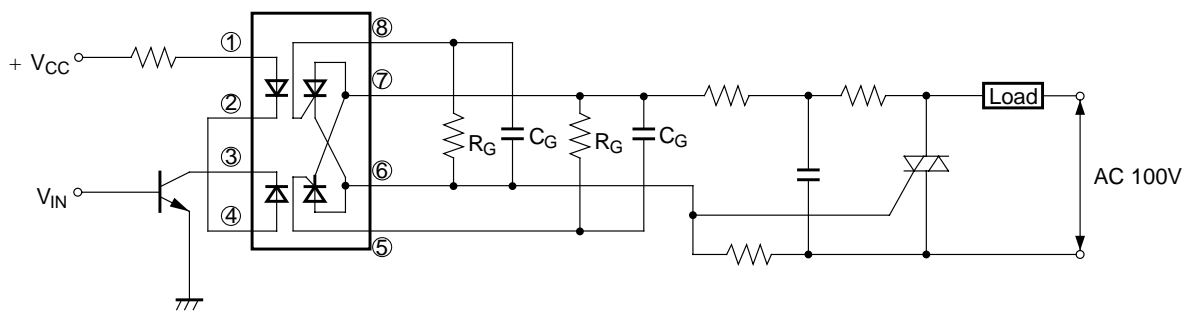 + VCC
VIN
①
②
③
④
⑧
⑦
⑥
⑤
RG
CG
RG
CG
Load
AC 100V